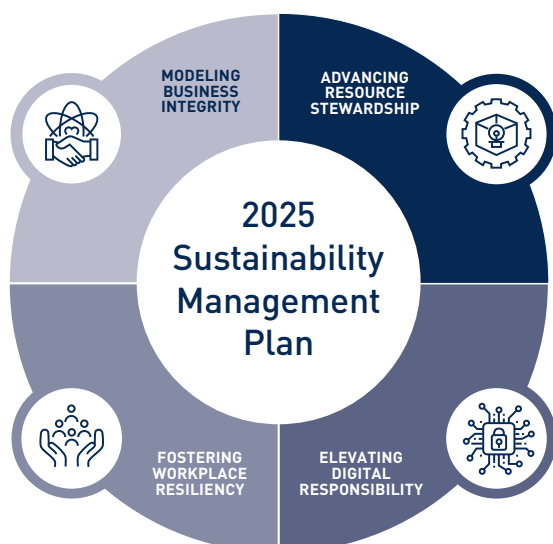 MODELING
BUSINESS
INTEGRITY
ADVANCING
RESOURCE
STEWARDSHIP
2025
Sustainability
Management
Plan
FOSTERING
WORKPLACE
RESILIENCY
ELEVATING
DIGITAL
RESPONSIBILITY